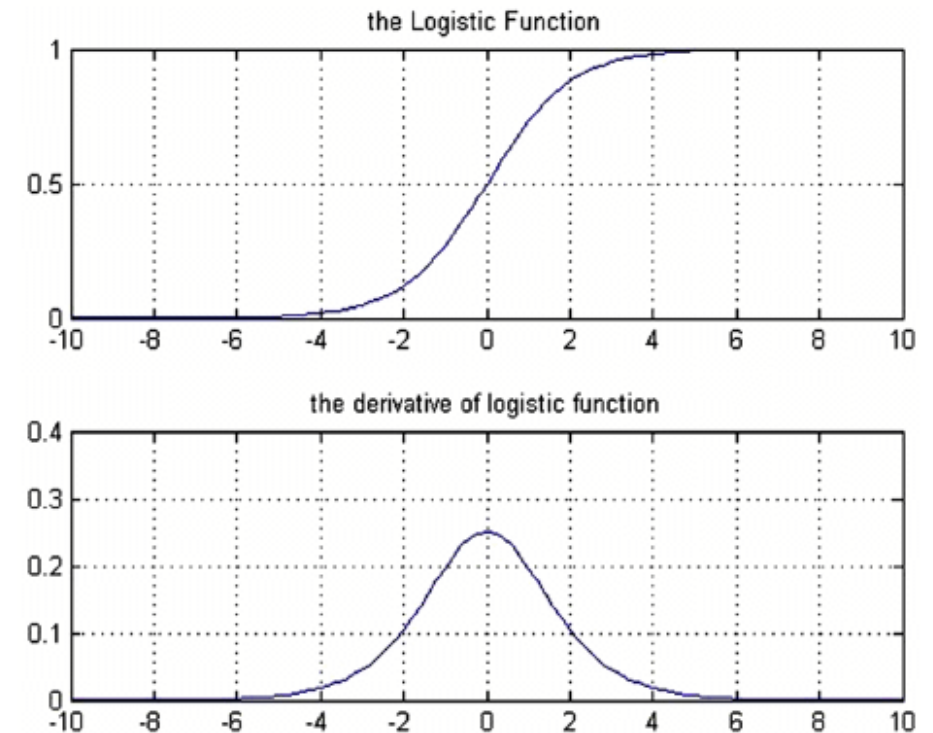 the Logistic Function
1
0.5
0
-10 -8 -6 -4 -2 0 2 4 6 8 10
the derivative of logistic function
0.4
0.3
0.2
0.1
0
-10 -8 -6 -4 -2 0 2 4 6 8 10